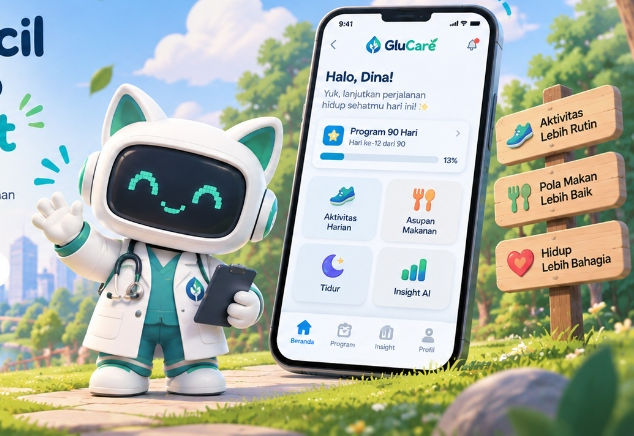 cil
t
an
9:41
GluCare
Halo, Dina!
Yuk, lanjutkan perjalanan
hidup sehatmu hari ini!
Program 90 Hari
Hari ke-12 dari 90
13%
Aktivitas
Harian
Asupan
Makanan
Tidur
Insight AI
Beranda
Program
Insight
Profil
Aktivitas
Lebih Rutin
Pola Makan
Lebih Baik
Hidup
Lebih Bahagia